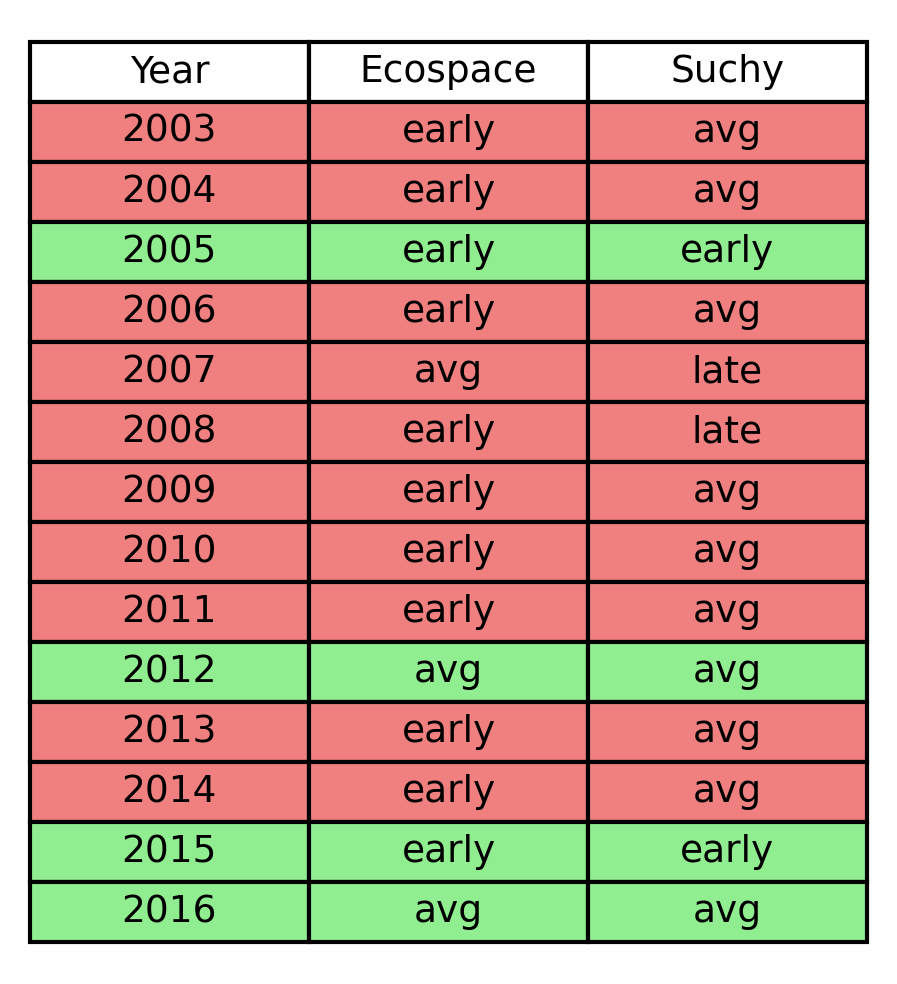 Year Ecospace Suchy
2003 early avg
2004 early avg
2005 early early
2006 early avg
2007 avg late
2008 early late
2009 early avg
2010 early avg
2011 early avg
2012 avg avg
2013 early avg
2014 early avg
2015 early early
2016 avg avg